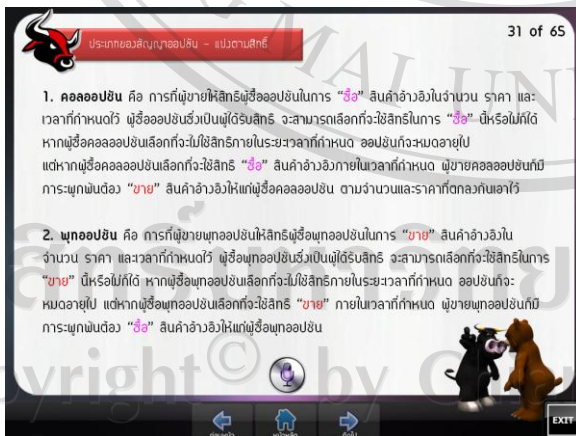 31 of 65
ประเภทของสัญญาออปชัน – แบ่งตามสิทธิ์
1. คอลออปชัน คือ การที่ผู้ขายให้สิทธิผู้ซื้อออปชันในการ “ซื้อ” สินค้าอ้างอิงในจำนวน ราคา และ
เวลาที่กำหนดไว้ ผู้ซื้อออปชันซึ่งเป็นผู้ได้รับสิทธิ จะสามารถเลือกที่จะใช้สิทธิในการ “ซื้อ” นี้หรือไม่ก็ได้
หากผู้ซื้อคอลออปชันเลือกที่จะไม่ใช้สิทธิภายในระยะเวลาที่กำหนด ออปชันก็จะหมดอายุไป
แต่หากผู้ซื้อคอลออปชันเลือกที่จะใช้สิทธิ “ซื้อ” สินค้าอ้างอิงภายในเวลาที่กำหนด ผู้ขายคอลออปชันก็มี
ภาระผูกพันต้อง “ขาย” สินค้าอ้างอิงให้แก่ผู้ซื้อคอลออปชัน ตามจำนวนและราคาที่ตกลงกันเอาไว้
2. พุทออปชัน คือ การที่ผู้ขายพุทออปชันให้สิทธิผู้ซื้อพุทออปชันในการ “ขาย” สินค้าอ้างอิงใน
จำนวน ราคา และเวลาที่กำหนดไว้ ผู้ซื้อออปชันซึ่งเป็นผู้ได้รับสิทธิ จะสามารถเลือกที่จะใช้สิทธิในการ
“ขาย” นี้หรือไม่ก็ได้ หากผู้ซื้อพุทออปชันเลือกที่จะไม่ใช้สิทธิภายในระยะเวลาที่กำหนด ออปชันก็จะ
หมดอายุไป แต่หากผู้ซื้อพุทออปชันเลือกที่จะใช้สิทธิ “ขาย” ภายในเวลาที่กำหนด ผู้ขายพุทออปชันก็มี
ภาระผูกพันต้อง “ซื้อ” สินค้าอ้างอิงให้แก่ผู้ซื้อพุทออปชัน
EXIT